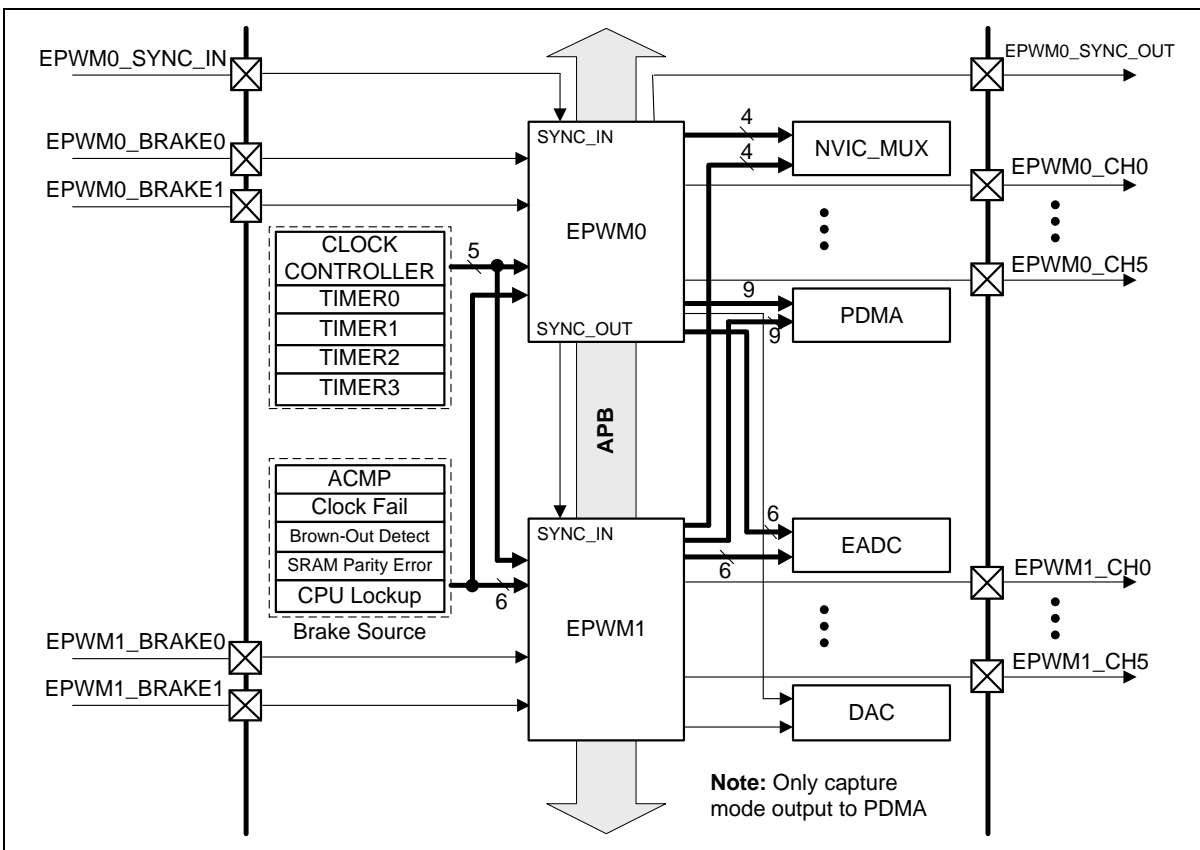 EPWM0_SYNC_IN
EPWM0_SYNC_OUT
EPWM0_BRAKE0
EPWM0_BRAKE1
SYNC_IN
EPWM0
SYNC_OUT
4
4
NVIC_MUX
EPWM0_CH0
EPWM0_CH5
CLOCK
CONTROLLER
TIMER0
TIMER1
TIMER2
TIMER3
5
9
9
PDMA
APB
ACMP
Clock Fail
Brown-Out Detect
SRAM Parity Error
CPU Lockup
Brake Source
6
SYNC_IN
EPWM1
6
6
EADC
EPWM1_CH0
EPWM1_CH5
EPWM1_BRAKE0
EPWM1_BRAKE1
DAC
Note: Only capture
mode output to PDMA